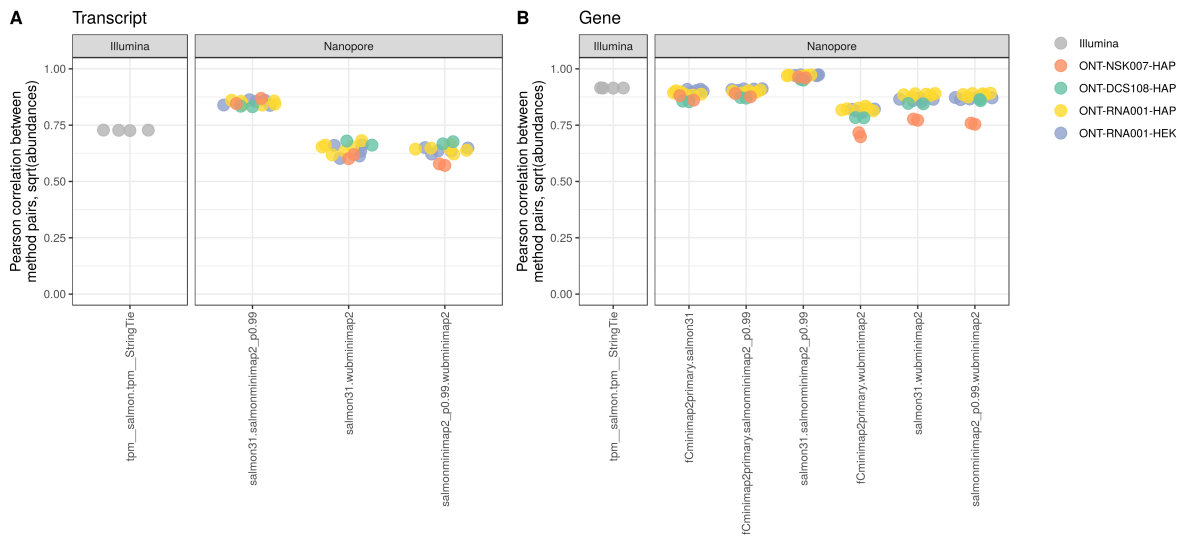 A Transcript
Illumina
Nanopore
1.00
0.75
0.50
0.25
0.00
Pearson correlation between
method pairs, sqrt(abundances)
tpm__salmon.tpm__StringTie
salmon31.salmonminimap2_p0.99
salmon31.wubminimap2
salmonminimap2_p0.99.wubminimap2
B Gene
Illumina
Nanopore
1.00
0.75
0.50
0.25
0.00
Pearson correlation between
method pairs, sqrt(abundances)
tpm__salmon.tpm__StringTie
fCminimap2primary.salmon31
fCminimap2primary.salmonminimap2_p0.99
salmon31.salmonminimap2_p0.99
fCminimap2primary.wubminimap2
salmon31.wubminimap2
salmonminimap2_p0.99.wubminimap2
Illumina
ONT-NSK007-HAP
ONT-DCS108-HAP
ONT-RNA001-HAP
ONT-RNA001-HEK